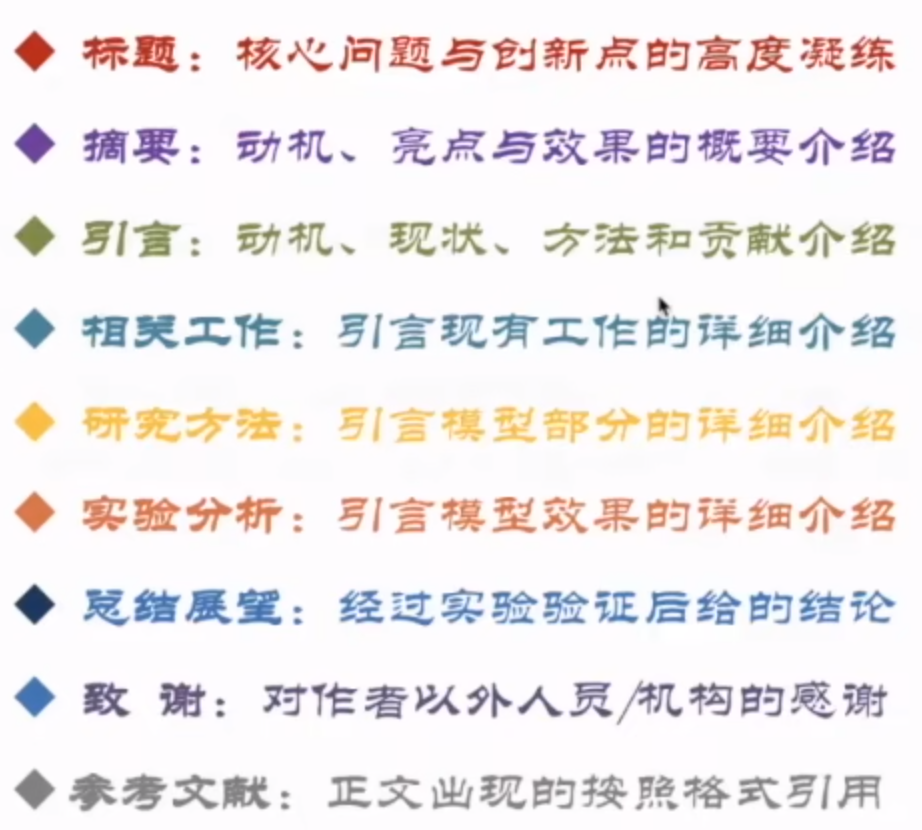 标题：核心问题与创新点的高度凝练
摘要：动机、亮点与效果的概要介绍
引言：动机、现状、方法和贡献介绍
相关工作：引言现有工作的详细介绍
研究方法：引言模型部分的详细介绍
实验分析：引言模型效果的详细介绍
总结展望：经过实验验证后给的结论
致 谢：对作者以外人员/机构的感谢
参考文献：正文出现的按照格式引用